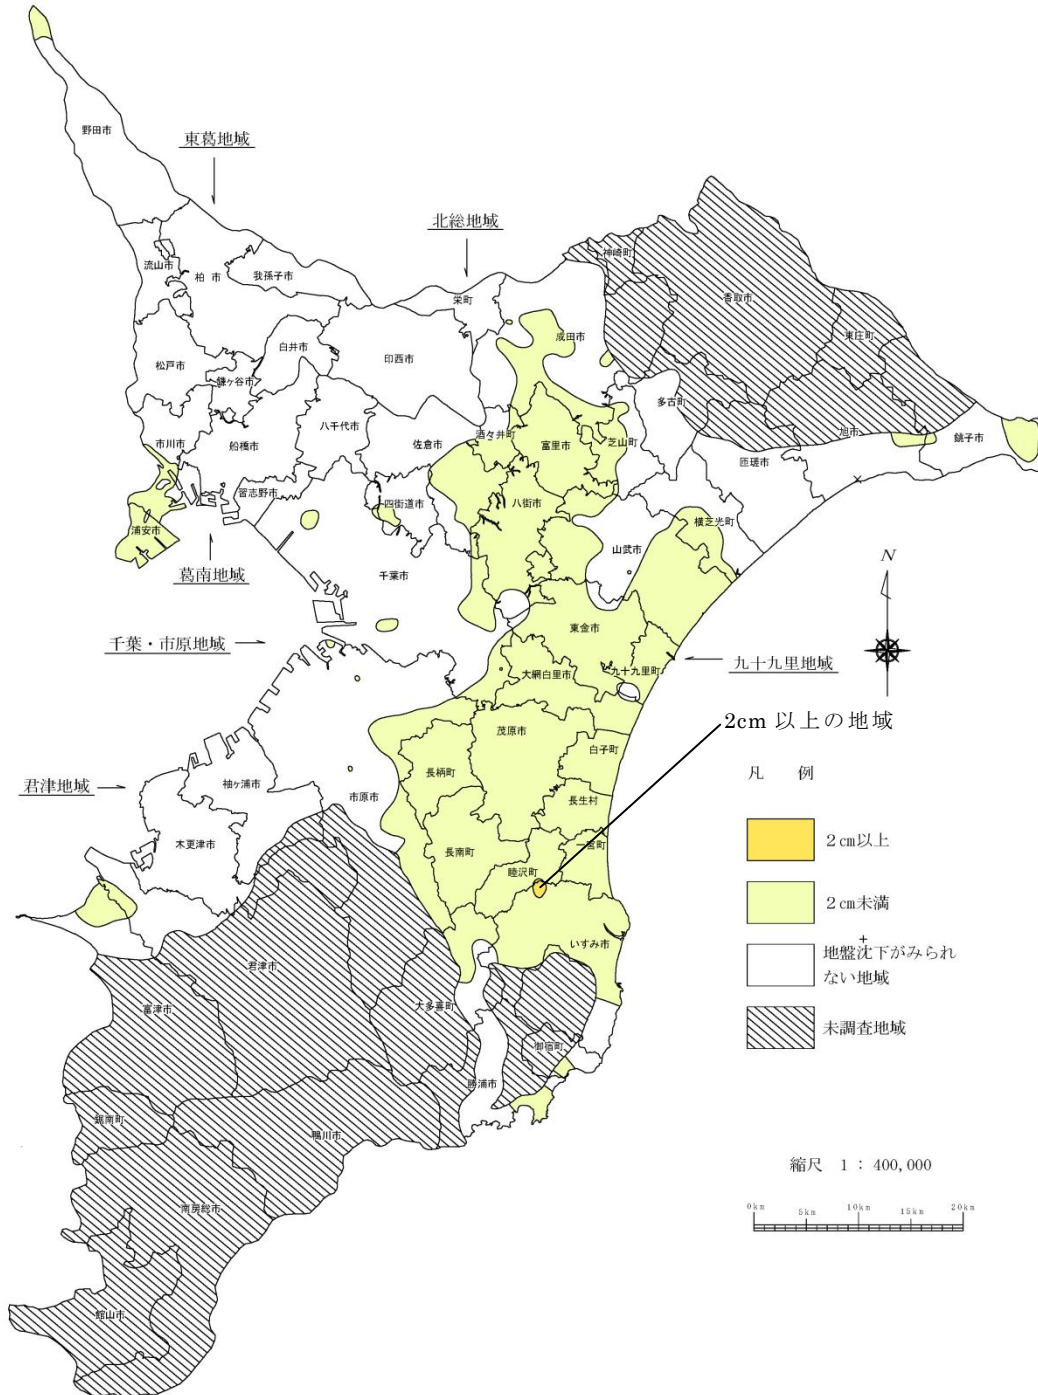 野田市
東葛地域
北総地域
神崎町
流山市
柏 市
我孫子市
栄町
香取市
成田市
東庄町
白井市
印西市
松戸市
鎌ヶ谷市
多古町
八千代市
市川市
船橋市
佐倉市
酒々井町
富里市
芝山町
旭市
銚子市
匝瑳市
習志野市
四街道市
八街市
横芝光町
浦安市
山武市
葛南地域
千葉市
N
東金市
千葉・市原地域
九十九里地域
大網白里市
九十九里町
2cm 以上の地域
茂原市
白子町
凡 例
長柄町
君津地域
袖ヶ浦市
市原市
長生村
木更津市
2㎝以上
長南町
一宮町
睦沢町
2㎝未満
いすみ市
地盤沈下がみられ
ない地域
君津市
富津市
大多喜町
未調査地域
御宿町
勝浦市
鋸南町
鴨川市
縮尺 1 : 400,000
南房総市
0km 5km 10km 15km 20km
館山市